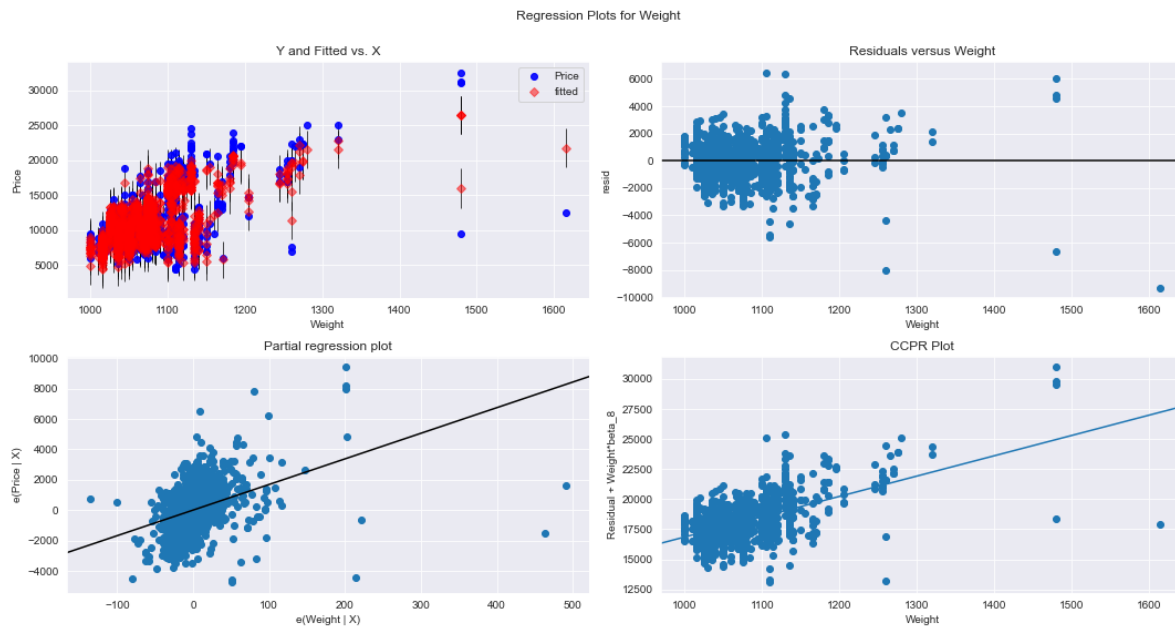 Regression Plots for Weight
Y and Fitted vs. X
Price
fitted
30000
25000
20000
15000
10000
5000
Price
1000 1100 1200 1300 1400 1500 1600
Weight
Residuals versus Weight
6000
4000
2000
0
−2000
−4000
−6000
−8000
−10000
resid
1000 1100 1200 1300 1400 1500 1600
Weight
Partial regression plot
10000
8000
6000
4000
2000
0
−2000
−4000
e(Price | X)
−100 0 100 200 300 400 500
e(Weight | X)
CCPR Plot
30000
27500
25000
22500
20000
17500
15000
12500
Residual + Weight*beta_8
1000 1100 1200 1300 1400 1500 1600
Weight